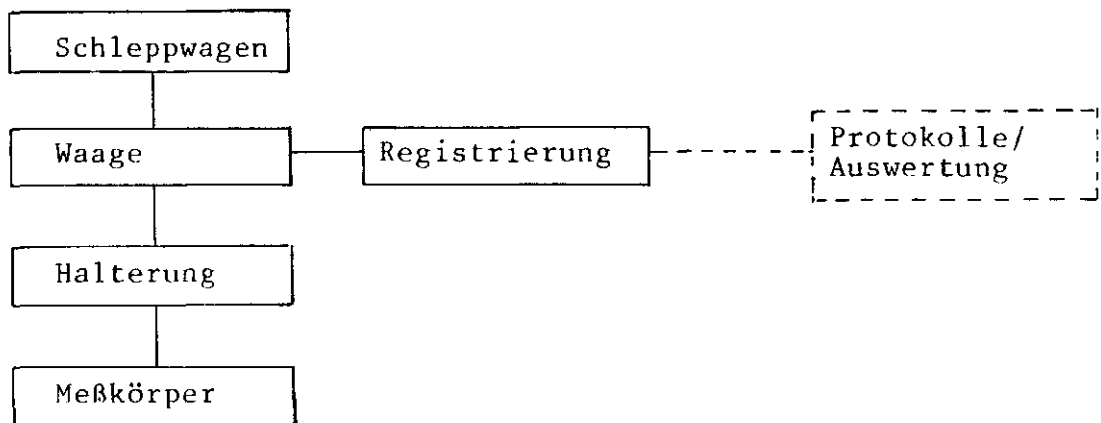 Schleppwagen
Waage
Registrierung
Protokolle/
Auswertung
Halterung
Meßkörper